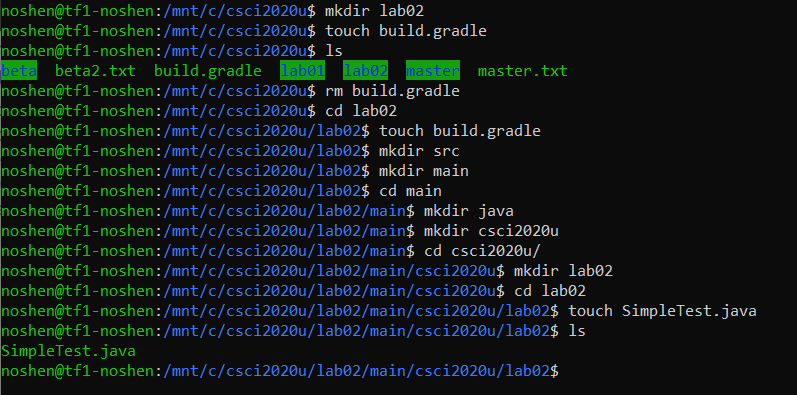 noshen@tf1-noshen:/mnt/c/csci2020u$ mkdir lab02
noshen@tf1-noshen:/mnt/c/csci2020u$ touch build.gradle
noshen@tf1-noshen:/mnt/c/csci2020u$ ls
beta  beta2.txt  build.gradle  lab01  lab02  master  master.txt
noshen@tf1-noshen:/mnt/c/csci2020u$ rm build.gradle
noshen@tf1-noshen:/mnt/c/csci2020u$ cd lab02
noshen@tf1-noshen:/mnt/c/csci2020u/lab02$ touch build.gradle
noshen@tf1-noshen:/mnt/c/csci2020u/lab02$ mkdir src
noshen@tf1-noshen:/mnt/c/csci2020u/lab02$ mkdir main
noshen@tf1-noshen:/mnt/c/csci2020u/lab02$ cd main
noshen@tf1-noshen:/mnt/c/csci2020u/lab02/main$ mkdir java
noshen@tf1-noshen:/mnt/c/csci2020u/lab02/main$ mkdir csci2020u
noshen@tf1-noshen:/mnt/c/csci2020u/lab02/main$ cd csci2020u/
noshen@tf1-noshen:/mnt/c/csci2020u/lab02/main/csci2020u$ mkdir lab02
noshen@tf1-noshen:/mnt/c/csci2020u/lab02/main/csci2020u$ cd lab02
noshen@tf1-noshen:/mnt/c/csci2020u/lab02/main/csci2020u/lab02$ touch SimpleTest.java
noshen@tf1-noshen:/mnt/c/csci2020u/lab02/main/csci2020u/lab02$ ls
SimpleTest.java
noshen@tf1-noshen:/mnt/c/csci2020u/lab02/main/csci2020u/lab02$